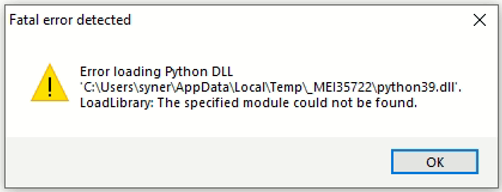 Fatal error detected
Error loading Python DLL
'C:\Users\syner\AppData\Local\Temp\_MEI35722\python39.dll'.
LoadLibrary: The specified module could not be found.
OK